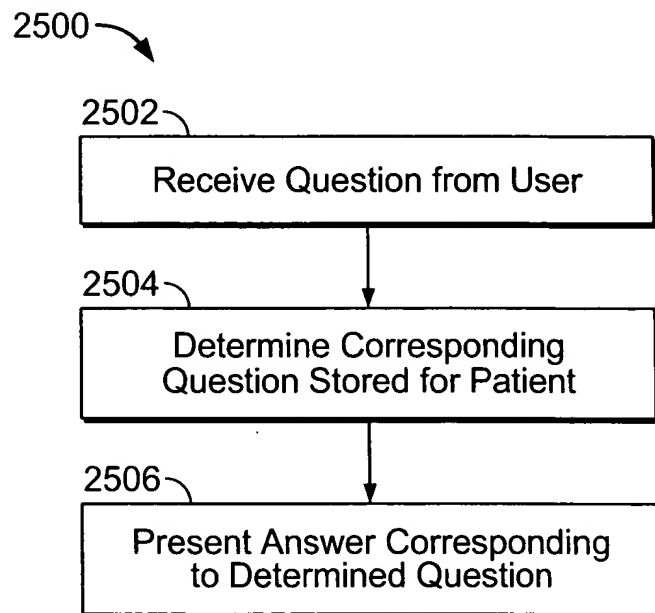 2500
2502
Receive Question from User
2504
Determine Corresponding
Question Stored for Patient
2506
Present Answer Corresponding
to Determined Question